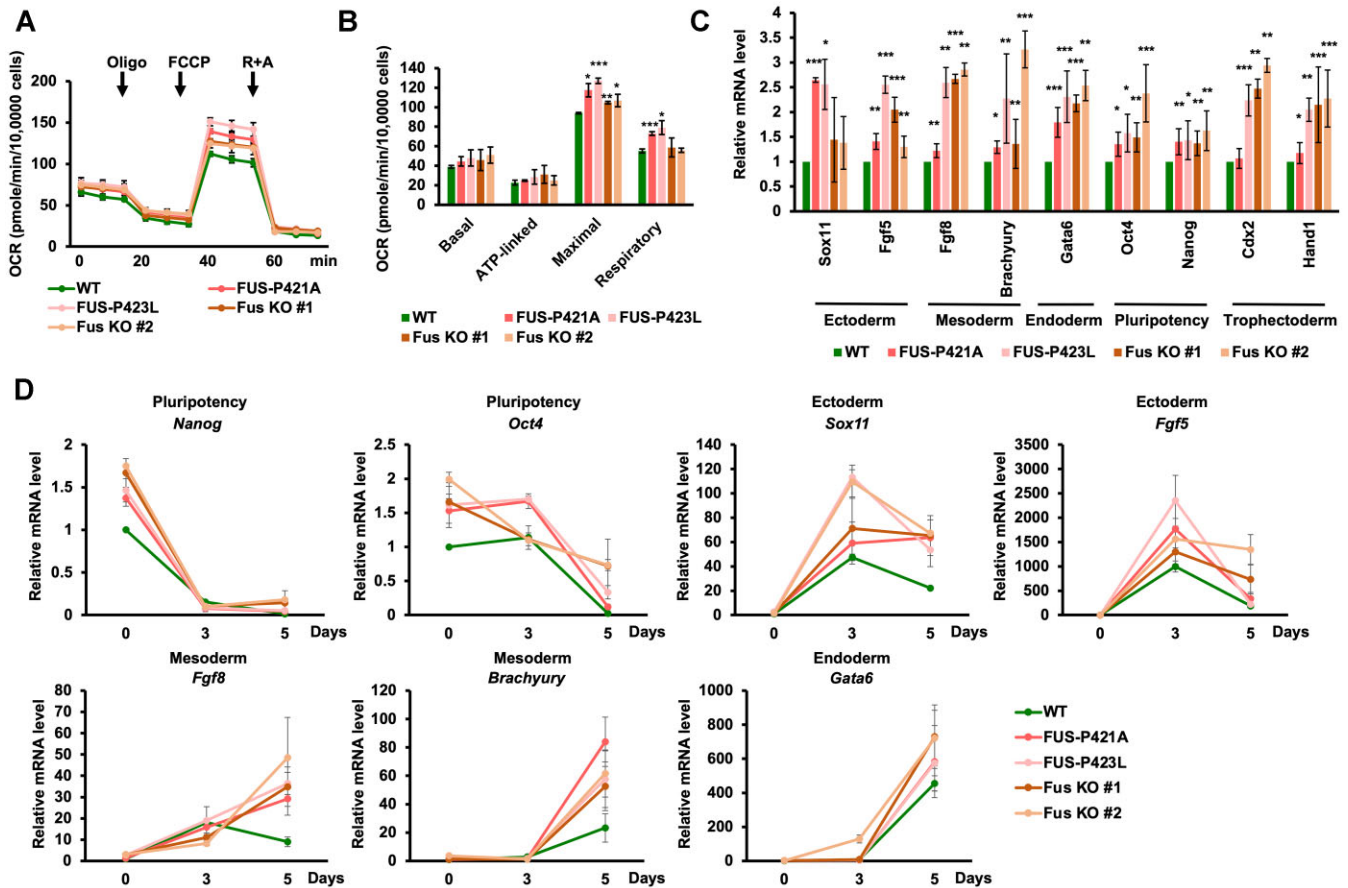 A
Oligo FCCP R+A
OCR (pmole/min/10,0000 cells)
200
150
100
50
0
0 20 40 60 min
WT FUS-P421A
FUS-P423L Fus KO #1
Fus KO #2
B
OCR (pmole/min/10,0000 cells)
140
120
100
80
60
40
20
0
*
***
**
*
***
*
Basal
ATP-linked
Maximal
Respiratory
WT FUS-P421A FUS-P423L
Fus KO #1 Fus KO #2
C
Relative mRNA level
4
3.5
3
2.5
2
1.5
1
0.5
0
*** * ** *** *** ** ** ** *** ** * ** ** *** *** *** *** ** * * ** *** ** * ** ** *** ** ** * ** *** ***
Sox11 Fgf5 Fgf8 Brachyury Gata6 Oct4 Nanog Cdx2 Hand1
Ectoderm Mesoderm Endoderm Pluripotency Trophectoderm
WT FUS-P421A FUS-P423L Fus KO #1 Fus KO #2
D
Pluripotency
Nanog
Relative mRNA level
2
1.5
1
0.5
0
0 3 5 Days
Pluripotency
Oct4
Relative mRNA level
2.5
2
1.5
1
0.5
0
0 3 5 Days
Ectoderm
Sox11
Relative mRNA level
140
120
100
80
60
40
20
0
0 3 5 Days
Ectoderm
Fgf5
Relative mRNA level
3500
3000
2500
2000
1500
1000
500
0
0 3 5 Days
Mesoderm
Fgf8
Relative mRNA level
80
70
60
50
40
30
20
10
0
0 3 5 Days
Mesoderm
Brachyury
Relative mRNA level
120
100
80
60
40
20
0
0 3 5 Days
Endoderm
Gata6
Relative mRNA level
1000
800
600
400
200
0
0 3 5 Days
WT
FUS-P421A
FUS-P423L
Fus KO #1
Fus KO #2